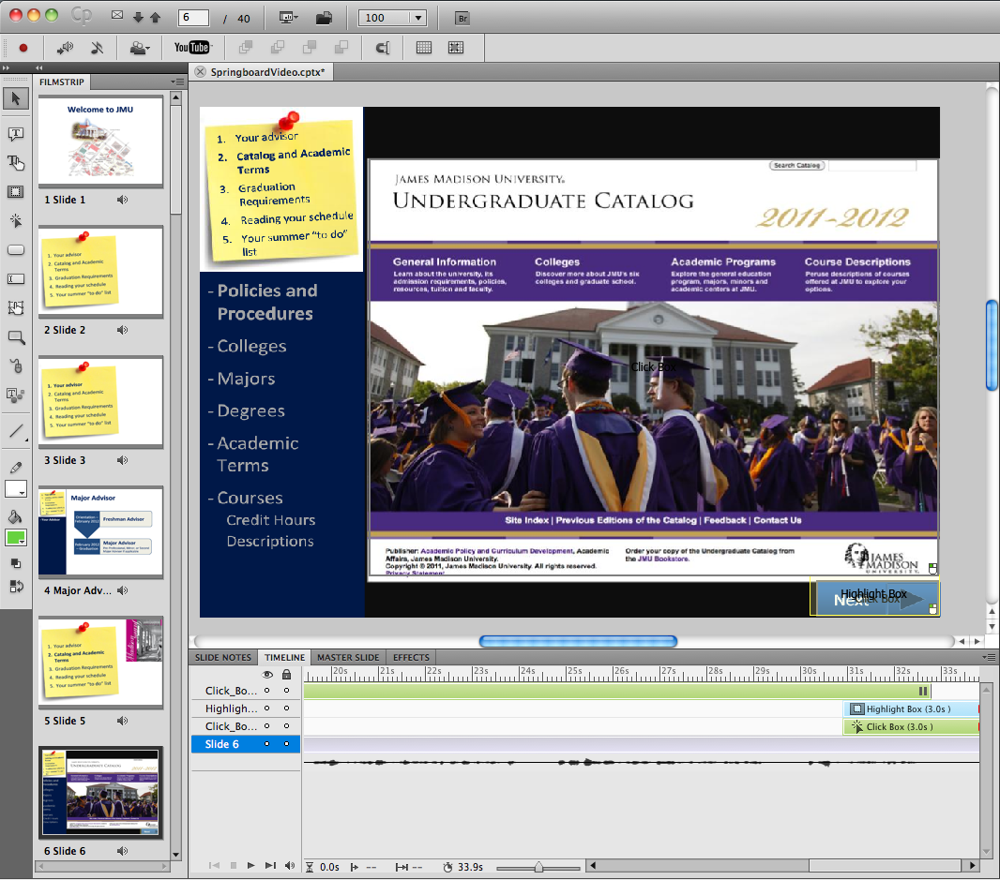 Cp
6 / 40
100
Br
YouTube
SpringboardVideo.cptx*
FILMSTRIP
Welcome to JMU
1 Slide 1
1. Your advisor
2. Catalog and Academic
Terms
3. Graduation Requirements
4. Reading your schedule
5. Your summer "to do" list
2 Slide 2
1. Your advisor
2. Catalog and Academic
Terms
3. Graduation Requirements
4. Reading your schedule
5. Your summer "to do" list
3 Slide 3
Major Advisor
Freshman Advisor
Major Advisor
4 Major Adv...
1. Your advisor
2. Catalog and Academic
Terms
3. Graduation Requirements
4. Reading your schedule
5. Your summer "to do" list
5 Slide 5
6 Slide 6
1. Your advisor
2. Catalog and Academic
Terms
3. Graduation
Requirements
4. Reading your schedule
5. Your summer "to do"
list
- Policies and
Procedures
- Colleges
- Majors
- Degrees
- Academic
Terms
- Courses
Credit Hours
Descriptions
Search Catalog
JAMES MADISON UNIVERSITY.
UNDERGRADUATE CATALOG
2011-2012
General Information
Learn about the university, its
admission requirements, policies,
resources, tuition and faculty.
Colleges
Discover more about JMU's six
colleges and graduate school.
Academic Programs
Explore the general education
program, majors, minors and
academic centers at JMU.
Course Descriptions
Peruse descriptions of courses
offered at JMU to explore your
options.
Click Box
Site Index | Previous Editions of the Catalog | Feedback | Contact Us
Publisher: Academic Policy and Curriculum Development, Academic
Affairs, James Madison University.
Copyright © 2011, James Madison University. All rights reserved.
Privacy Statement
Order your copy of the Undergraduate Catalog from
the JMU Bookstore.
JAMES
MADISON
UNIVERSITY.
Highlight Box
Next
Click Box
SLIDE NOTES TIMELINE MASTER SLIDE EFFECTS
20s 21s 22s 23s 24s 25s 26s 27s 28s 29s 30s 31s 32s 33s
Click_Bo...
Highligh... Highlight Box (3.0s )
Click_Bo... Click Box (3.0s )
Slide 6
0.0s -- -- 33.9s